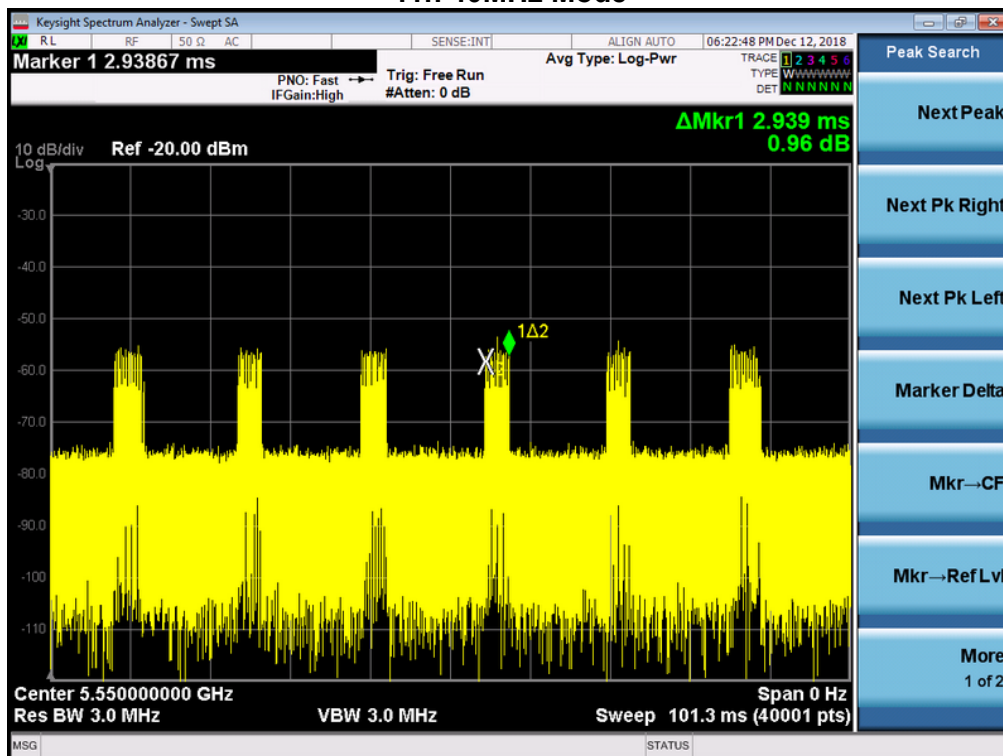 Keysight Spectrum Analyzer - Swept SA
LXI RL RF 50 Ω AC SENSE:INT ALIGN AUTO 06:22:48 PM Dec 12, 2018
Marker 1 2.93867 ms
PNO: Fast
IFGain:High
Trig: Free Run
#Atten: 0 dB
Avg Type: Log-Pwr
TRACE 1 2 3 4 5 6
TYPE WWWWWW
DET N N N N N N
ΔMkr1 2.939 ms
0.96 dB
10 dB/div Ref -20.00 dBm
Log
-30.0
-40.0
-50.0
1Δ2
-60.0
-70.0
-80.0
-90.0
-100
-110
Center 5.550000000 GHz Span 0 Hz
Res BW 3.0 MHz VBW 3.0 MHz Sweep 101.3 ms (40001 pts)
MSG STATUS
Peak Search
Next Peak
Next Pk Right
Next Pk Left
Marker Delta
Mkr→CF
Mkr→Ref Lvl
More
1 of 2